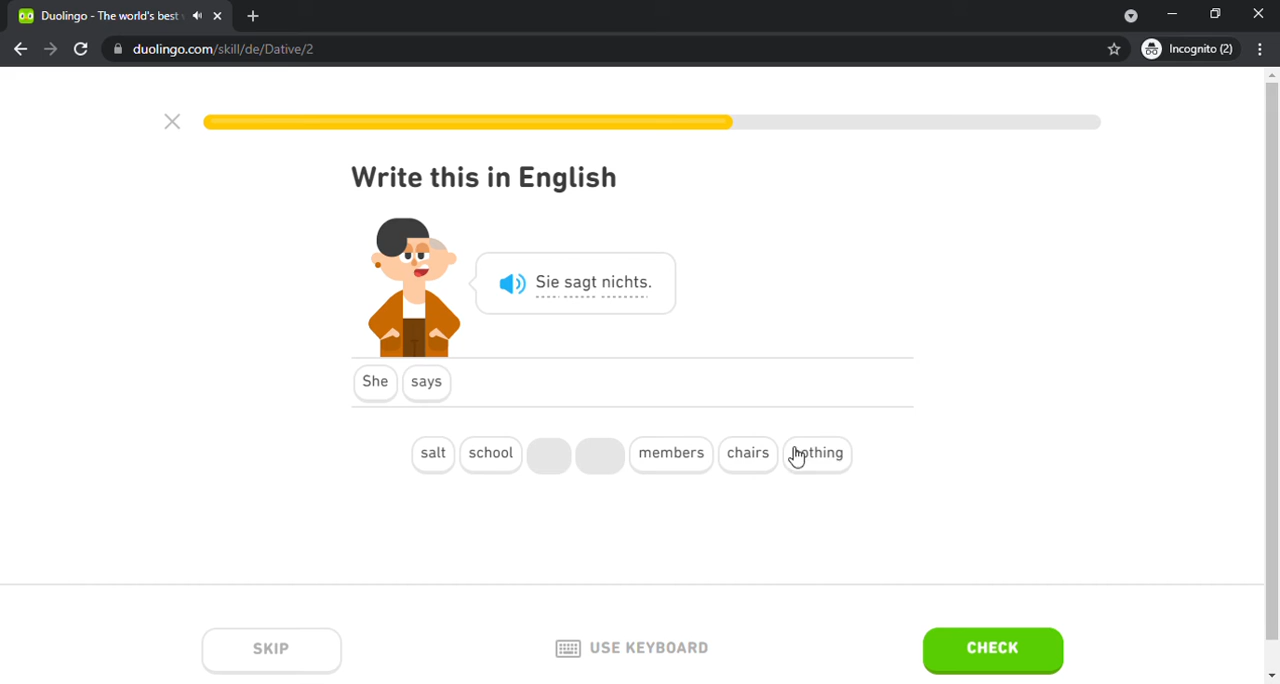 Duolingo - The world's best
duolingo.com/skill/de/Dative/2
Incognito (2)
Write this in English
Sie sagt nichts.
She says
salt school members chairs
SKIP
USE KEYBOARD
CHECK